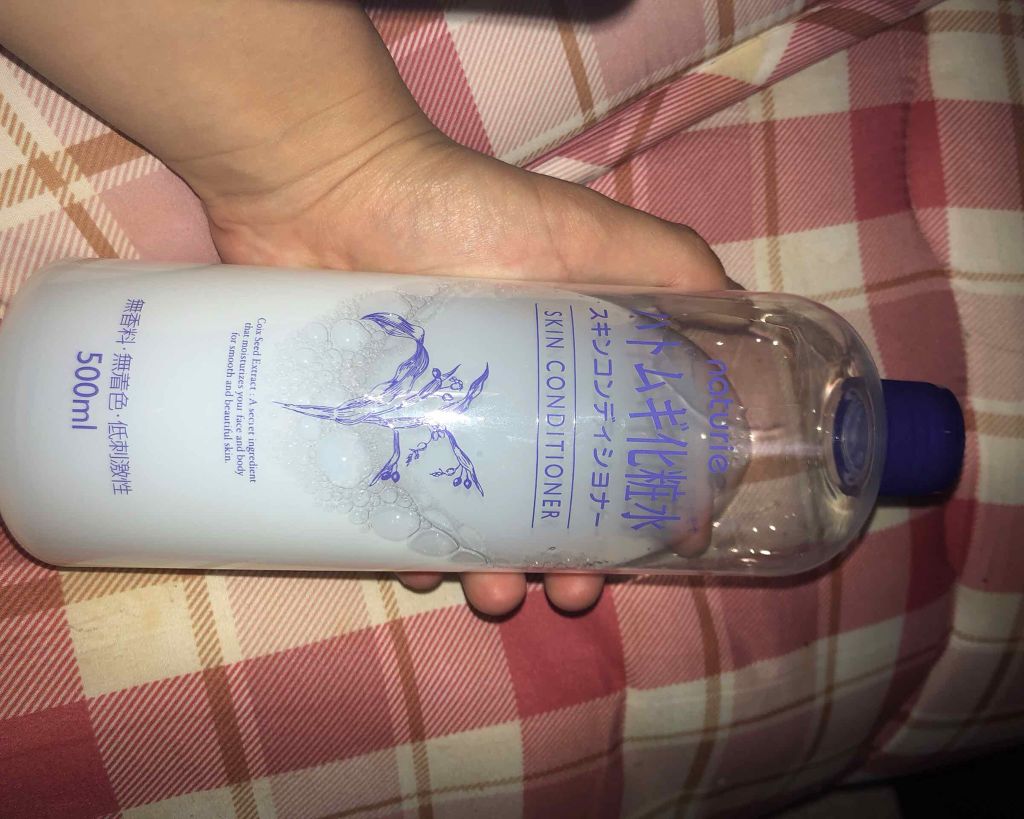 naturie
ハトムギ化粧水
スキンコンディショナー
SKIN CONDITIONER
Coix Seed Extract : A secret ingredient
that moisturizes your face and body
for smooth and beautiful skin.
無香料・無着色・低刺激性
500ml